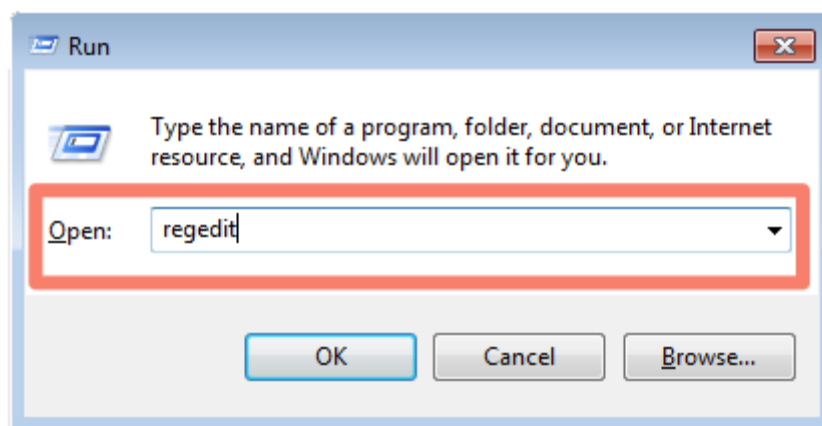 Run
Type the name of a program, folder, document, or Internet
resource, and Windows will open it for you.
Open: regedit
OK Cancel Browse...